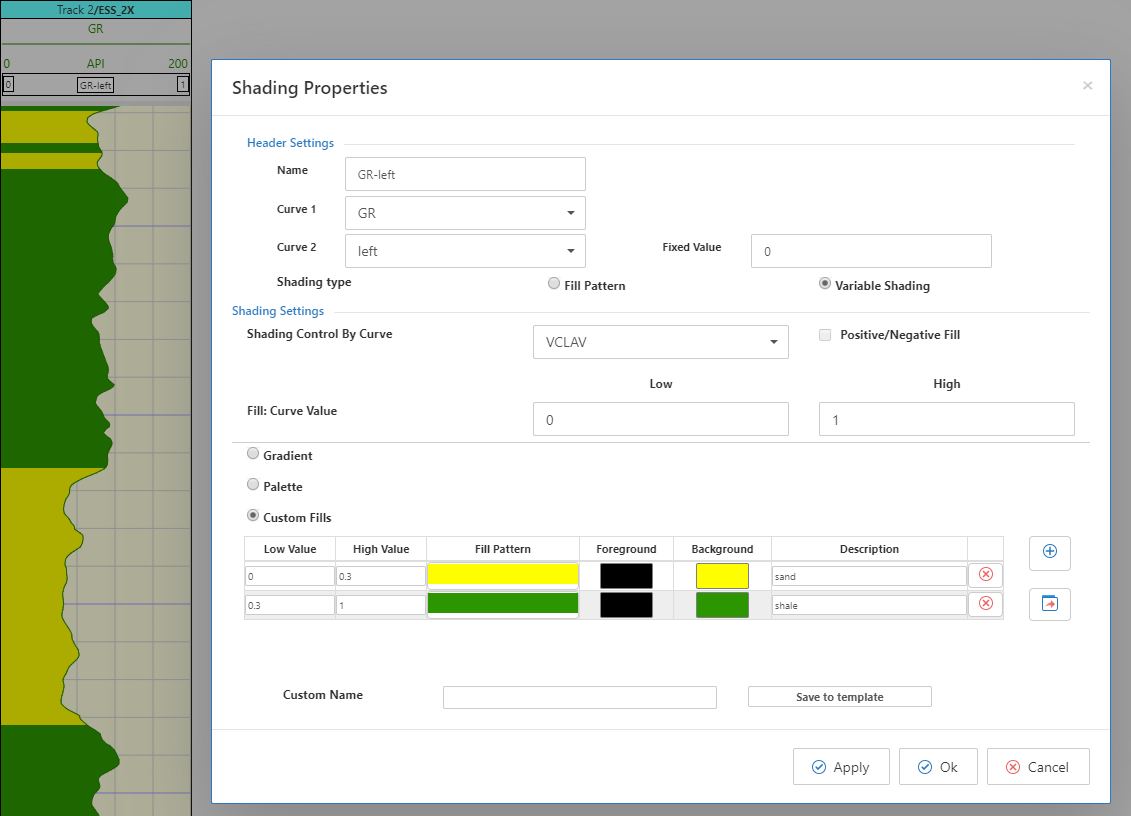 Track 2/ESS_2X
GR
0 API 200
0 GR-left 1
Shading Properties
×
Header Settings
Name GR-left
Curve 1 GR
Curve 2 left Fixed Value 0
Shading type Fill Pattern Variable Shading
Shading Settings
Shading Control By Curve VCLAV Positive/Negative Fill
Low High
Fill: Curve Value 0 1
Gradient
Palette
Custom Fills
Low Value High Value Fill Pattern Foreground Background Description
0 0.3 sand
0.3 1 shale
Custom Name Save to template
Apply Ok Cancel